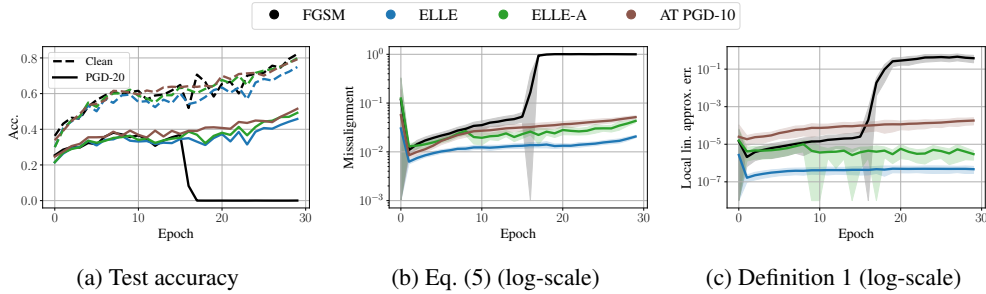 FGSM ELLE ELLE-A AT PGD-10
Clean
PGD-20
0.8
0.6
0.4
0.2
0.0
Acc.
0 10 20 30
Epoch
(a) Test accuracy
10⁰
10⁻¹
10⁻²
10⁻³
Missalignment
0 10 20 30
Epoch
(b) Eq. (5) (log-scale)
10⁻¹
10⁻³
10⁻⁵
10⁻⁷
Local lin. approx. err.
0 10 20 30
Epoch
(c) Definition 1 (log-scale)